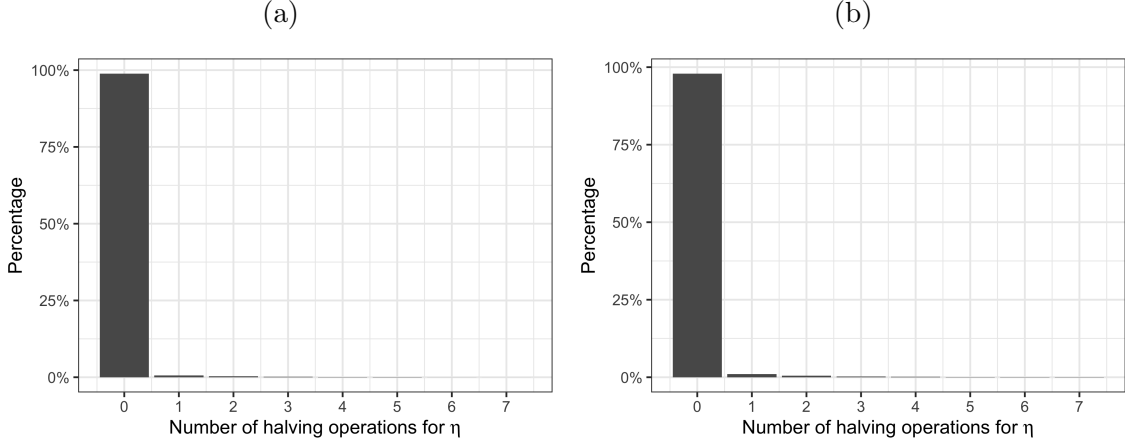 (a)
100%
75%
50%
25%
0%
Percentage
0 1 2 3 4 5 6 7
Number of halving operations for η
(b)
100%
75%
50%
25%
0%
Percentage
0 1 2 3 4 5 6 7
Number of halving operations for η